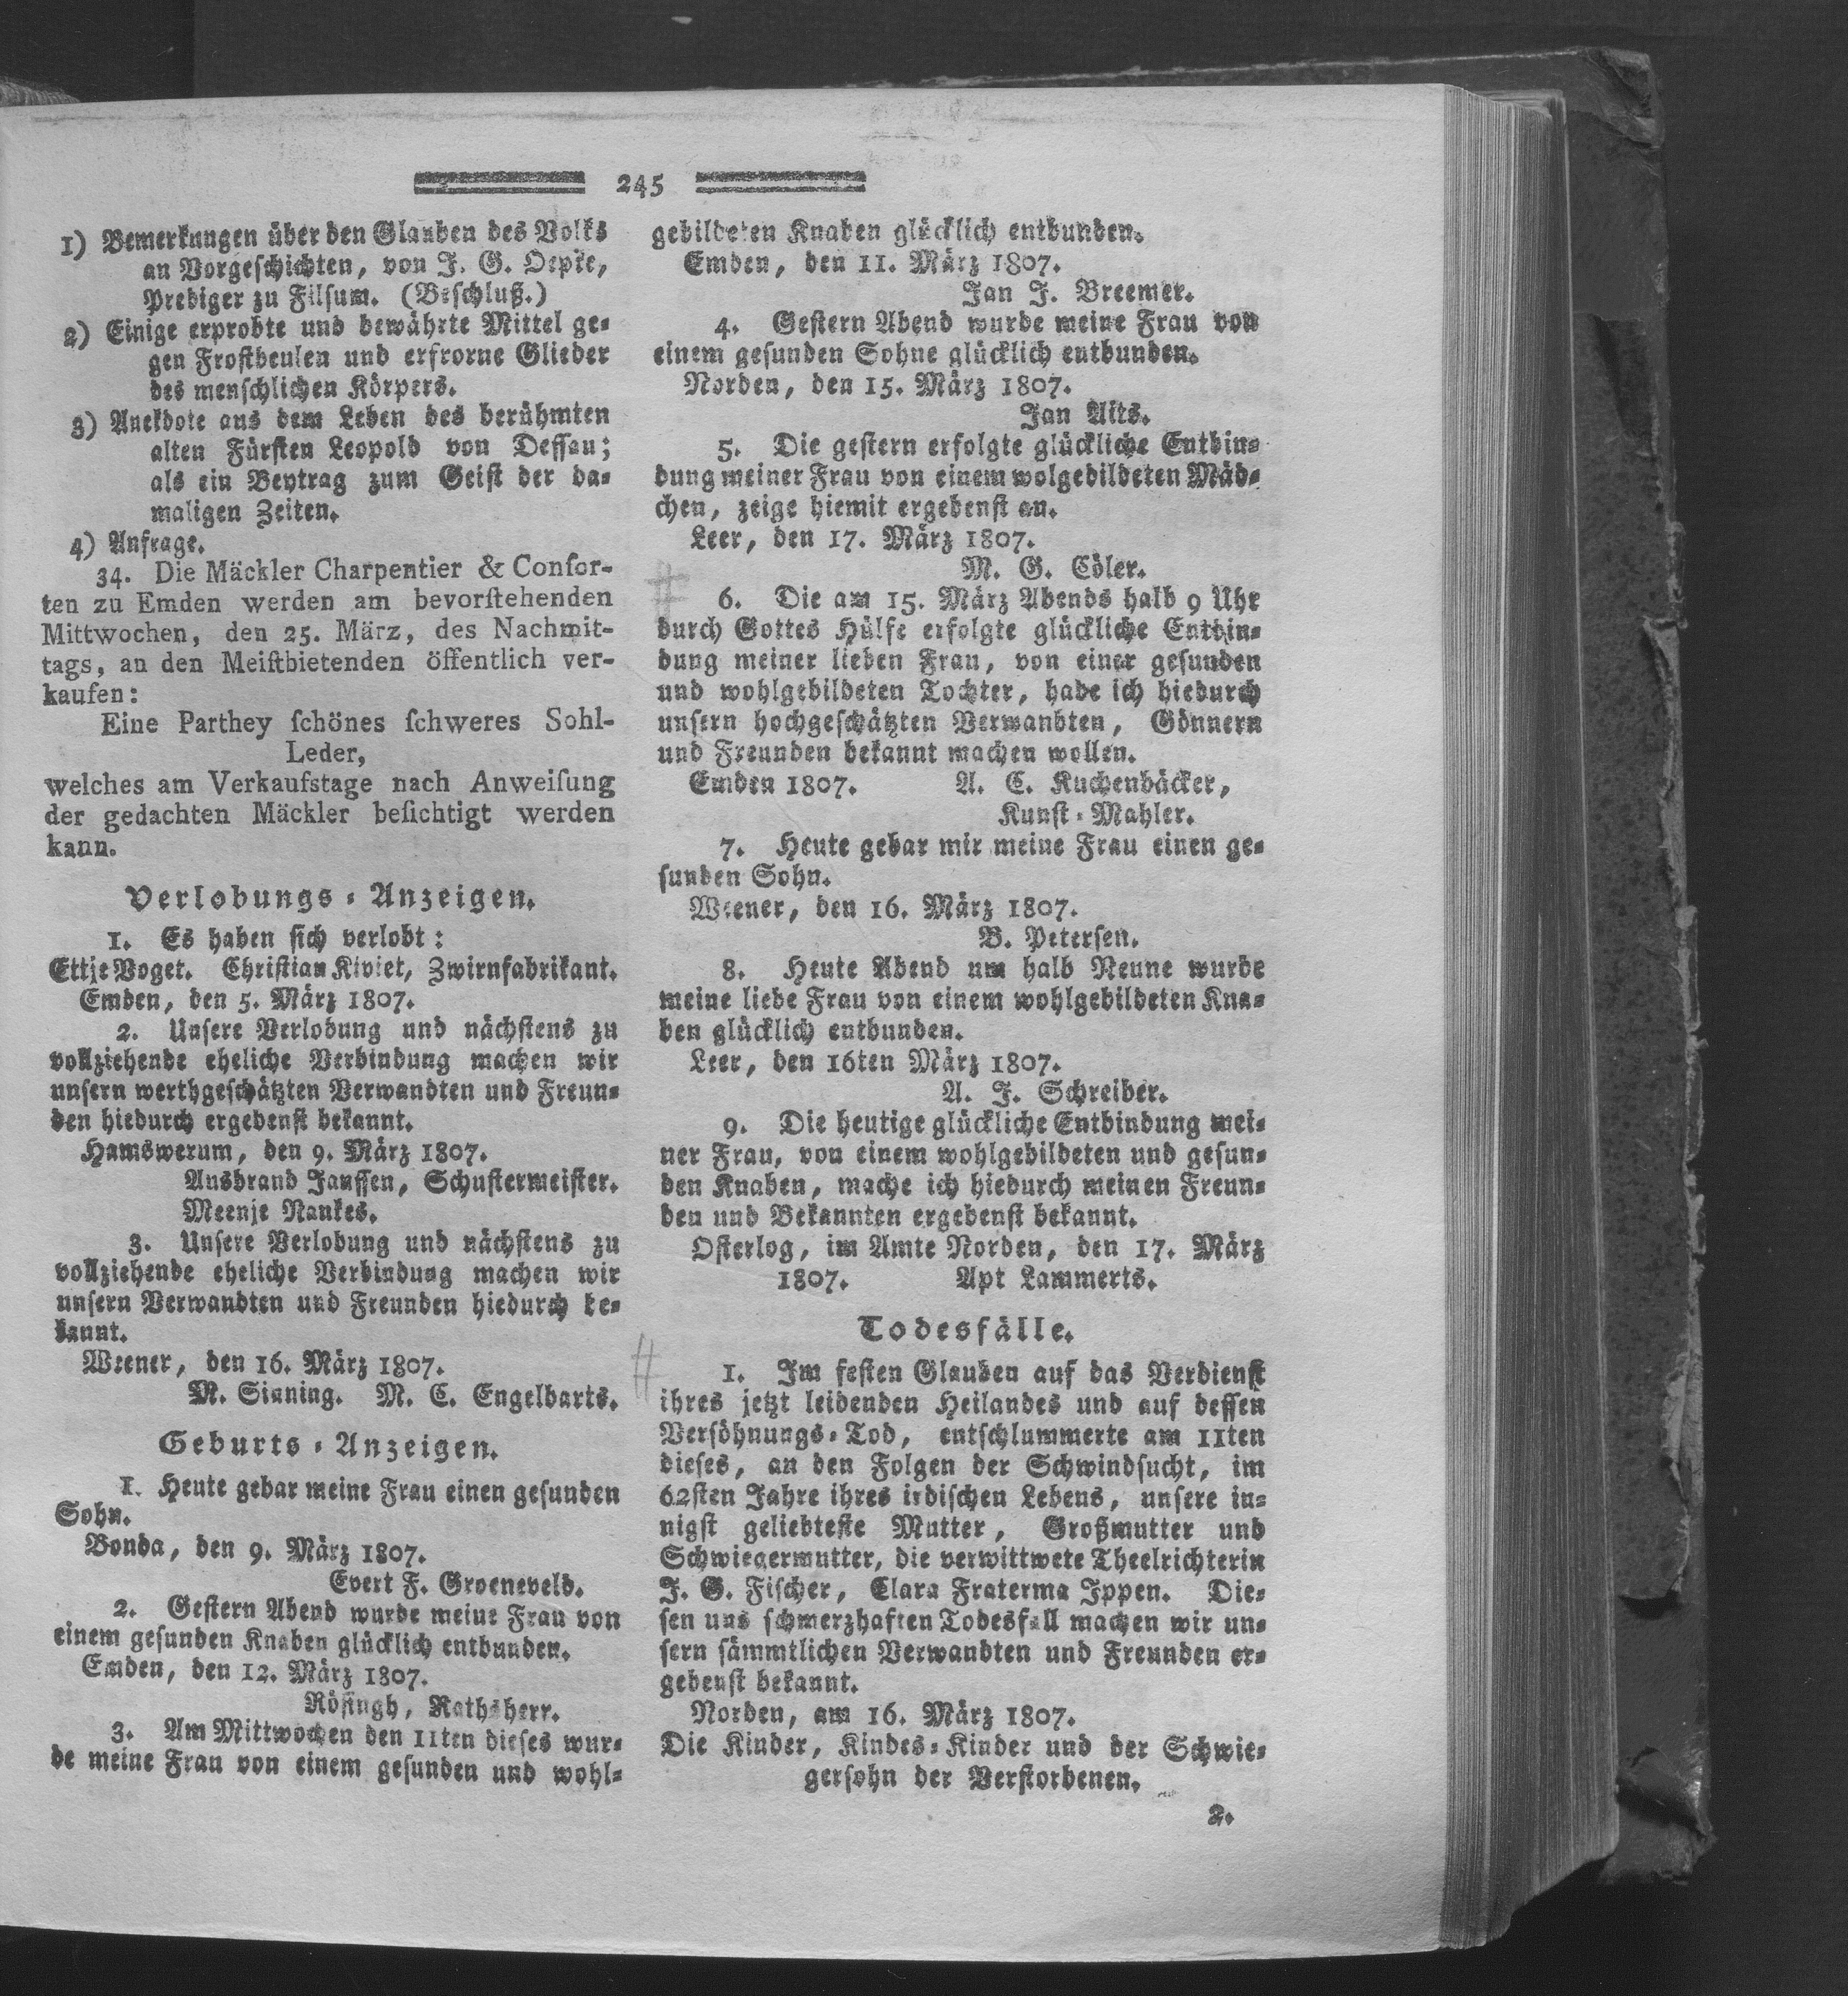 245
1) Bemerkungen über den Glauben des Volks
an Vorgeschichten, von J. G. Oepke,
Prediger zu Filsum. (Beschluß.)
2) Einige erprobte und bewährte Mittel ge-
gen Frostbeulen und erfrorne Glieder
des menschlichen Körpers.
3) Anekdote aus dem Leben des berühmten
alten Fürsten Leopold von Dessau;
als ein Beytrag zum Geist der da-
maligen Zeiten.
4) Anfrage.
34. Die Mäckler Charpentier & Conſor-
ten zu Emden werden am bevorſtehenden
Mittwochen, den 25. März, des Nachmit-
tags, an den Meiſtbietenden öffentlich ver-
kaufen:
Eine Parthey ſchönes ſchweres Sohl-
Leder,
welches am Verkaufstage nach Anweiſung
der gedachten Mäckler beſichtigt werden
kann.
Verlobungs-Anzeigen.
1. Es haben sich verlobt:
Ettje Voget. Christian Kiviet, Zwirnfabrikant.
Emden, den 5. März 1807.
2. Unsere Verlobung und nächstens zu
vollziehende eheliche Verbindung machen wir
unsern werthgeschätzten Verwandten und Freun-
den hiedurch ergebenst bekannt.
Hamswerum, den 9. März 1807.
Ausbrand Janssen, Schustermeister.
Meenje Nankes.
3. Unsere Verlobung und nächstens zu
vollziehende eheliche Verbindung machen wir
unsern Verwandten und Freunden hiedurch be-
kannt.
Weener, den 16. März 1807.
N. Sinning. M. C. Engelbarts.
Geburts-Anzeigen.
1. Heute gebar meine Frau einen gesunden
Sohn.
Bonda, den 9. März 1807.
Evert F. Groeneveld.
2. Gestern Abend wurde meine Frau von
einem gesunden Knaben glücklich entbunden.
Emden, den 12. März 1807.
Rösingh, Rathsherr.
3. Am Mittwochen den 11ten dieses wur-
de meine Frau von einem gesunden und wohl-
gebildeten Knaben glücklich entbunden.
Emden, den 11. März 1807.
Jan J. Breemer.
4. Gestern Abend wurde meine Frau von
einem gesunden Sohne glücklich entbunden.
Norden, den 15. März 1807.
Jan Aits.
5. Die gestern erfolgte glückliche Entbin-
dung meiner Frau von einem wolgebildeten Mäd-
chen, zeige hiemit ergebenst an.
Leer, den 17. März 1807.
M. G. Cöler.
6. Die am 15. März Abends halb 9 Uhr
durch Gottes Hülfe erfolgte glückliche Entbin-
dung meiner lieben Frau, von einer gesunden
und wohlgebildeten Tochter, habe ich hiedurch
unsern hochgeschätzten Verwandten, Gönnern
und Freunden bekannt machen wollen.
Emden 1807. A. C. Kuchenbäcker,
Kunst-Mahler.
7. Heute gebar mir meine Frau einen ge-
sunden Sohn.
Weener, den 16. März 1807.
B. Petersen.
8. Heute Abend um halb Neune wurde
meine liebe Frau von einem wohlgebildeten Kna-
ben glücklich entbunden.
Leer, den 16ten März 1807.
A. J. Schreiber.
9. Die heutige glückliche Entbindung mei-
ner Frau, von einem wohlgebildeten und gesun-
den Knaben, mache ich hiedurch meinen Freun-
den und Bekannten ergebenst bekannt.
Osterlog, im Amte Norden, den 17. März
1807. Apt Lammerts.
Todesfälle.
1. Im festen Glauben auf das Verdienst
ihres jetzt leidenden Heilandes und auf dessen
Versöhnungs-Tod, entschlummerte am 11ten
dieses, an den Folgen der Schwindsucht, im
62sten Jahre ihres irdischen Lebens, unsere in-
nigst geliebteste Mutter, Großmutter und
Schwiegermutter, die verwittwete Theelrichterin
J. G. Fischer, Clara Fraterma Ippen. Die-
sen uns schmerzhaften Todesfall machen wir un-
sern sämmtlichen Verwandten und Freunden er-
gebenst bekannt.
Norden, am 16. März 1807.
Die Kinder, Kindes-Kinder und der Schwie-
gersohn der Verstorbenen.
2.